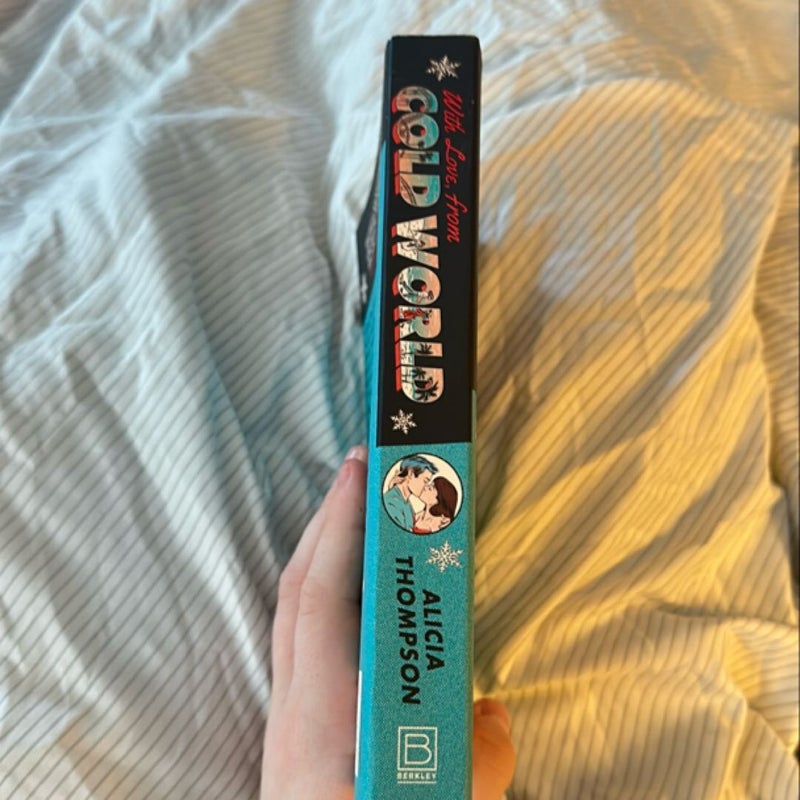 With Love, from
COLD WORLD
ALICIA
THOMPSON
B
BERKLEY